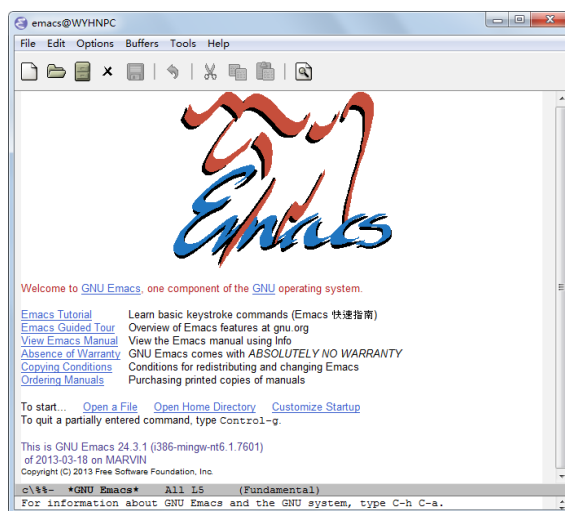 emacs@WYHNPC
File Edit Options Buffers Tools Help
Emacs
Welcome to GNU Emacs, one component of the GNU operating system.
Emacs Tutorial Learn basic keystroke commands (Emacs 快速指南)
Emacs Guided Tour Overview of Emacs features at gnu.org
View Emacs Manual View the Emacs manual using Info
Absence of Warranty GNU Emacs comes with ABSOLUTELY NO WARRANTY
Copying Conditions Conditions for redistributing and changing Emacs
Ordering Manuals Purchasing printed copies of manuals
To start... Open a File Open Home Directory Customize Startup
To quit a partially entered command, type Control-g.
This is GNU Emacs 24.3.1 (i386-mingw-nt6.1.7601)
of 2013-03-18 on MARVIN
Copyright (C) 2013 Free Software Foundation, Inc.
c\%%- *GNU Emacs* All L5 (Fundamental)
For information about GNU Emacs and the GNU system, type C-h C-a.